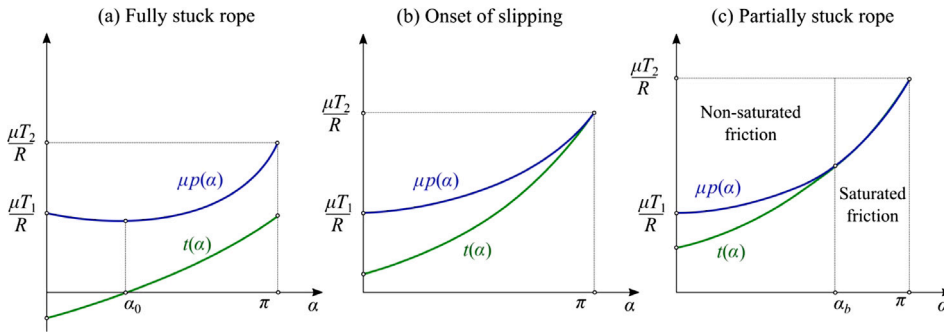 (a) Fully stuck rope
(b) Onset of slipping
(c) Partially stuck rope
μT₂
R
μT₁
R
μp(α)
t(α)
α₀
π
α
μT₂
R
μT₁
R
μp(α)
t(α)
π
α
μT₂
R
Non-saturated
friction
μT₁
R
μp(α)
t(α)
Saturated
friction
α_b
π
α